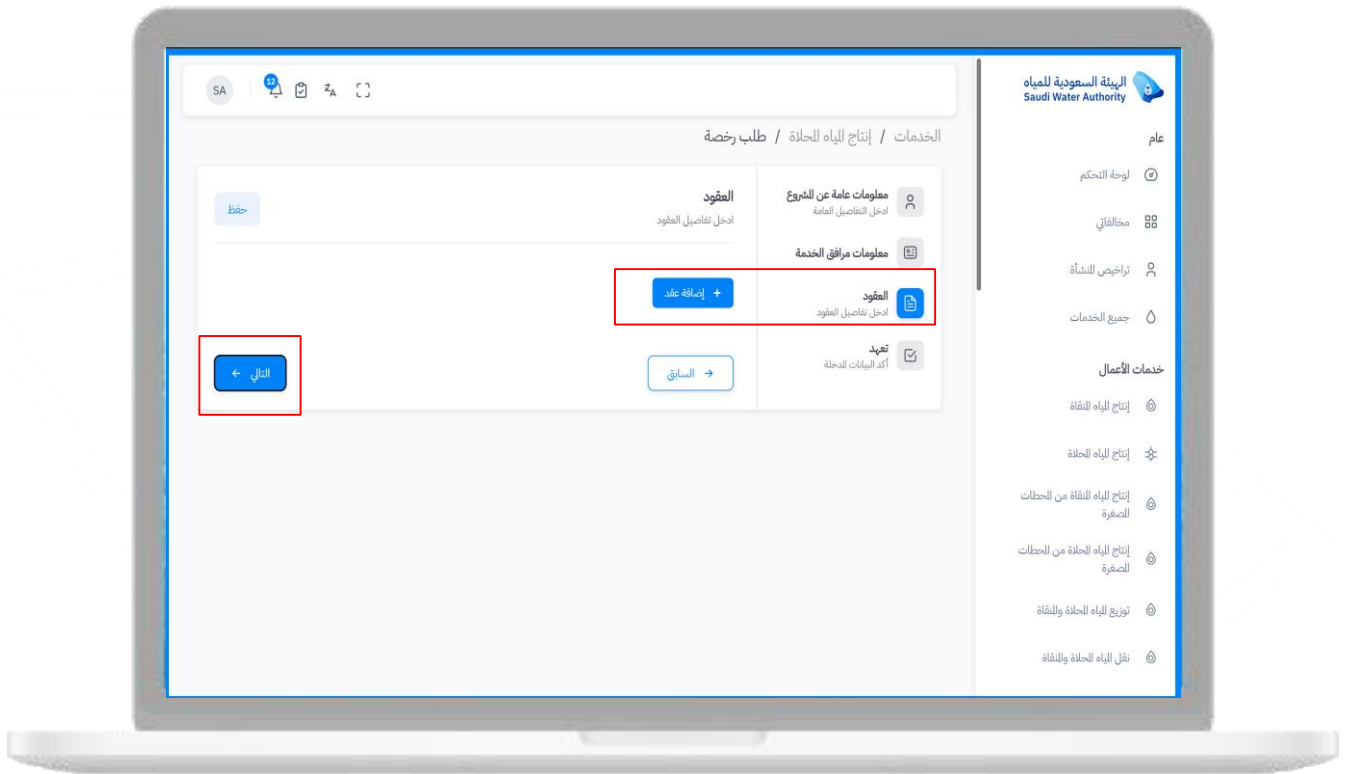 الهيئة السعودية للمياه
Saudi Water Authority
عام
لوحة التحكم
مخالفاتي
تراخيص المنشأة
جميع الخدمات
خدمات الأعمال
إنتاج المياه المنقاة
إنتاج المياه المحلاة
إنتاج المياه المنقاة من المحطات
المصغرة
إنتاج المياه المحلاة من المحطات
المصغرة
توزيع المياه المحلاة والمنقاة
نقل المياه المحلاة والمنقاة
12
SA
الخدمات / إنتاج المياه المحلاة / طلب رخصة
معلومات عامة عن المشروع
ادخل التفاصيل العامة
معلومات مرافق الخدمة
العقود
ادخل تفاصيل العقود
تعهد
أكد البيانات المدخلة
العقود
ادخل تفاصيل العقود
حفظ
+ إضافة عقد
→ السابق
التالي ←